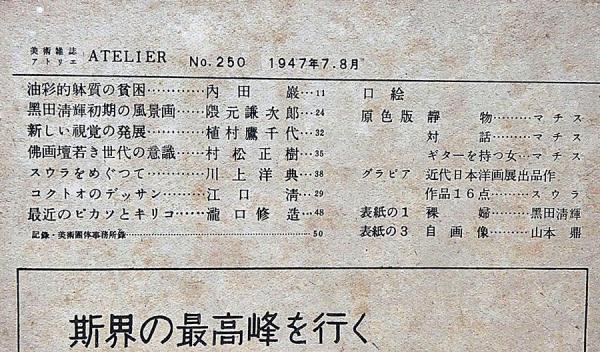 美術雑誌
アトリエ ATELIER No.250 1947年7.8月
油彩的躰質の貧困…………內田 巌…11
黑田淸輝初期の風景画……隈元謙次郎…24
新しい視覚の発展…………植村鷹千代…32
佛画壇若き世代の意識……村松正樹…35
スウラをめぐつて…………川上洋典…38
コクトオのデッサン………江口 淸…29
最近のピカソとキリコ……瀧口修造…48
記録・美術團体事務所録………………50
口絵
原色版 靜 物………マチス
対 話………マチス
ギターを持つ女…マチス
グラビア 近代日本洋画展出品作
作品16点………スウラ
表紙の1 裸 婦………黑田淸輝
表紙の3 自画像………山本 鼎
斯界の最高峰を行く